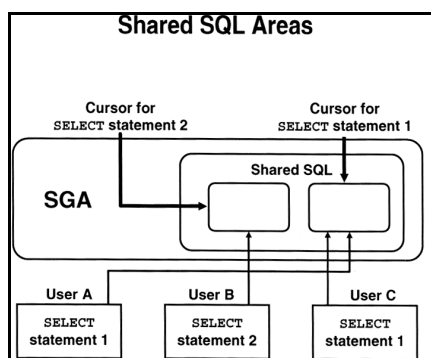 Shared SQL Areas
Cursor for
SELECT statement 2
Cursor for
SELECT statement 1
Shared SQL
SGA
User A
User B
User C
SELECT
statement 1
SELECT
statement 2
SELECT
statement 1